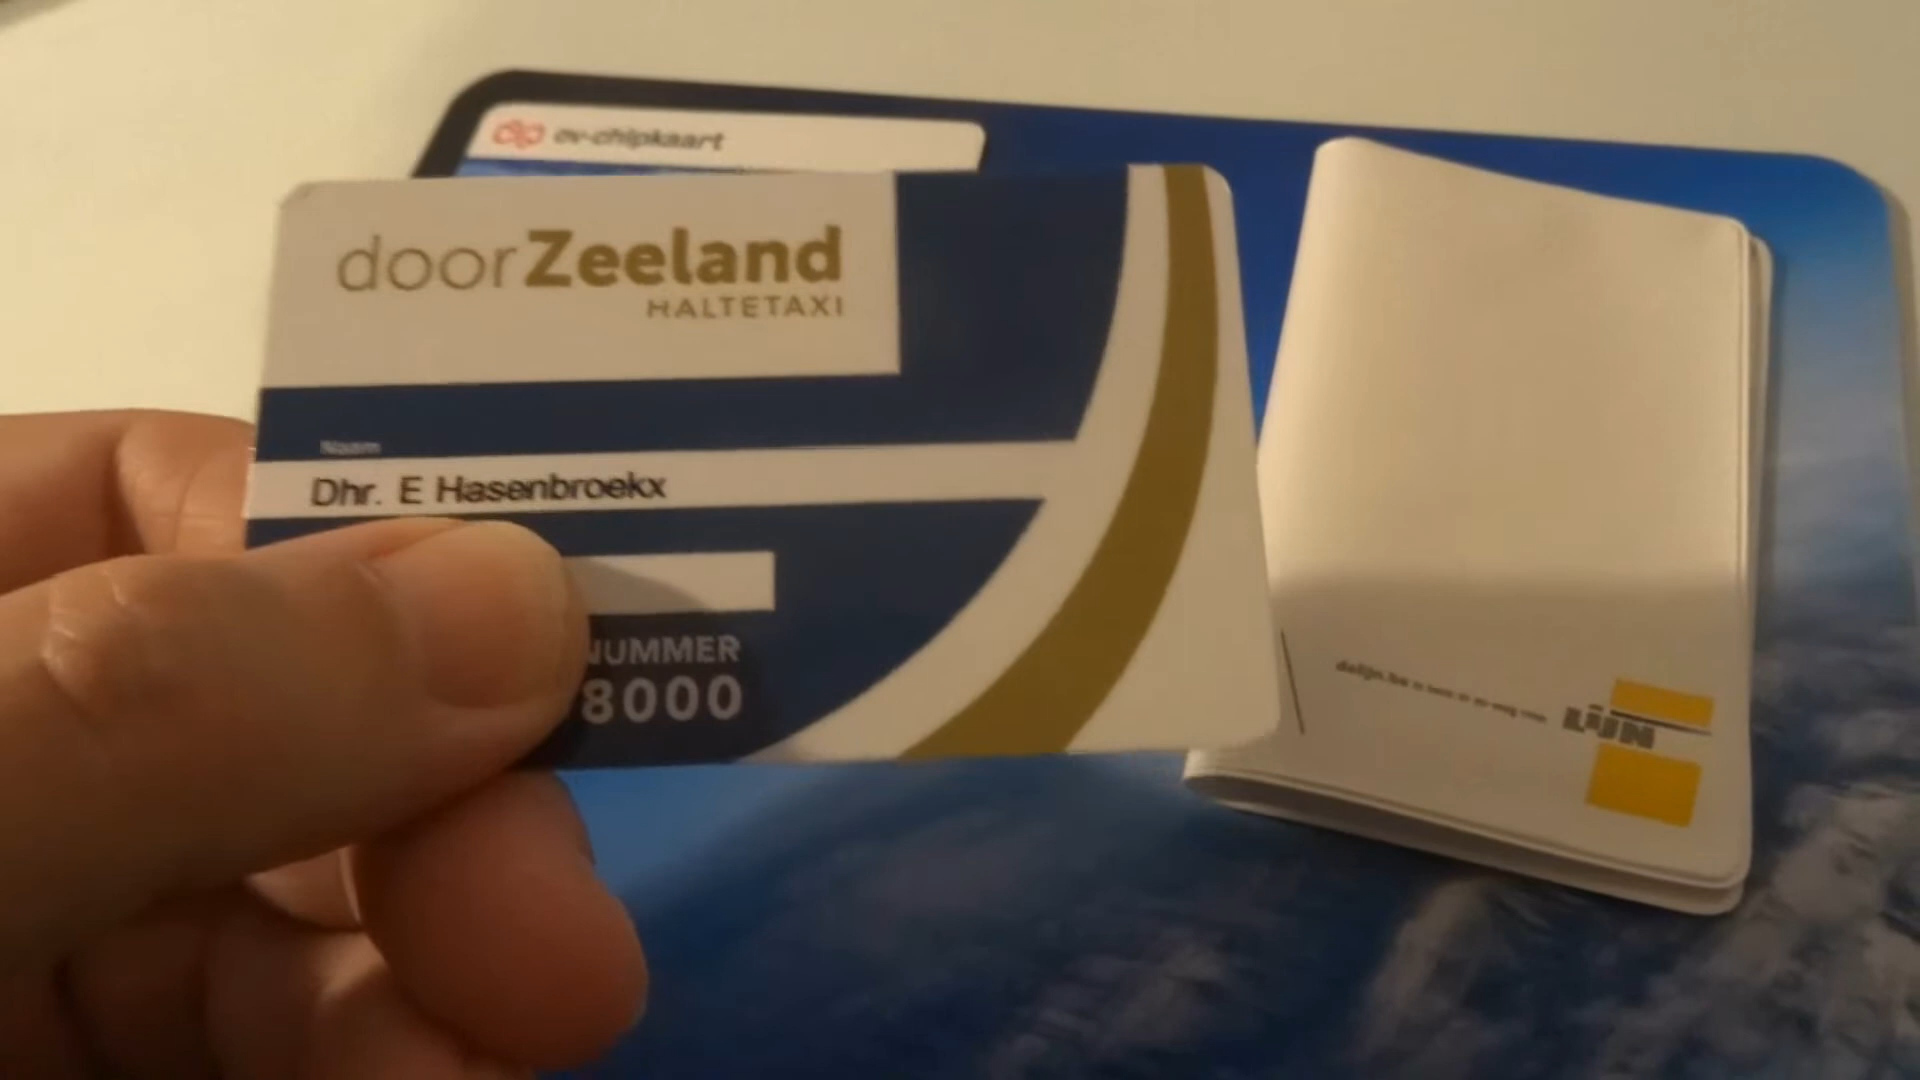 ov-chipkaart
doorZeeland
HALTETAXI
Naam
Dhr. E Hasenbroekx
NUMMER
8000
delijn.be
LIJN